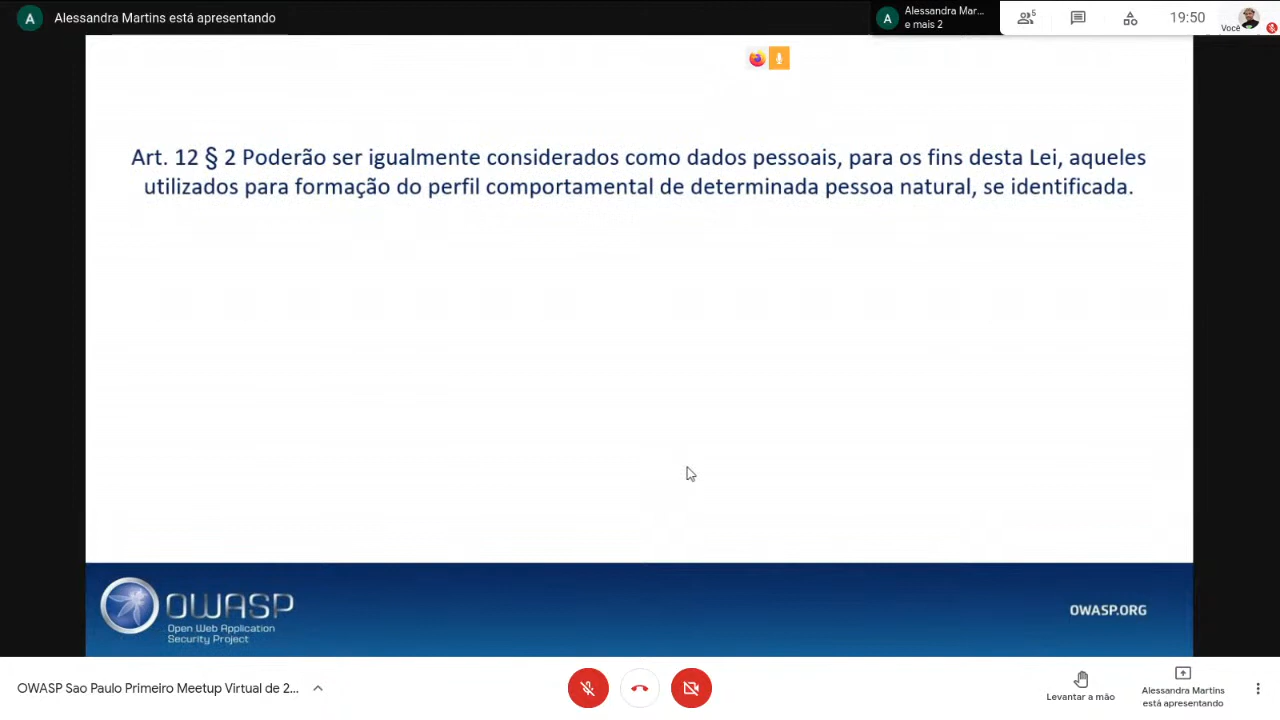 A
Alessandra Martins está apresentando
A
Alessandra Mar...
e mais 2
5
19:50
Você
Art. 12 § 2 Poderão ser igualmente considerados como dados pessoais, para os fins desta Lei, aqueles
utilizados para formação do perfil comportamental de determinada pessoa natural, se identificada.
OWASP
Open Web Application
Security Project
OWASP.ORG
OWASP Sao Paulo Primeiro Meetup Virtual de 2...
Levantar a mão
Alessandra Martins
está apresentando